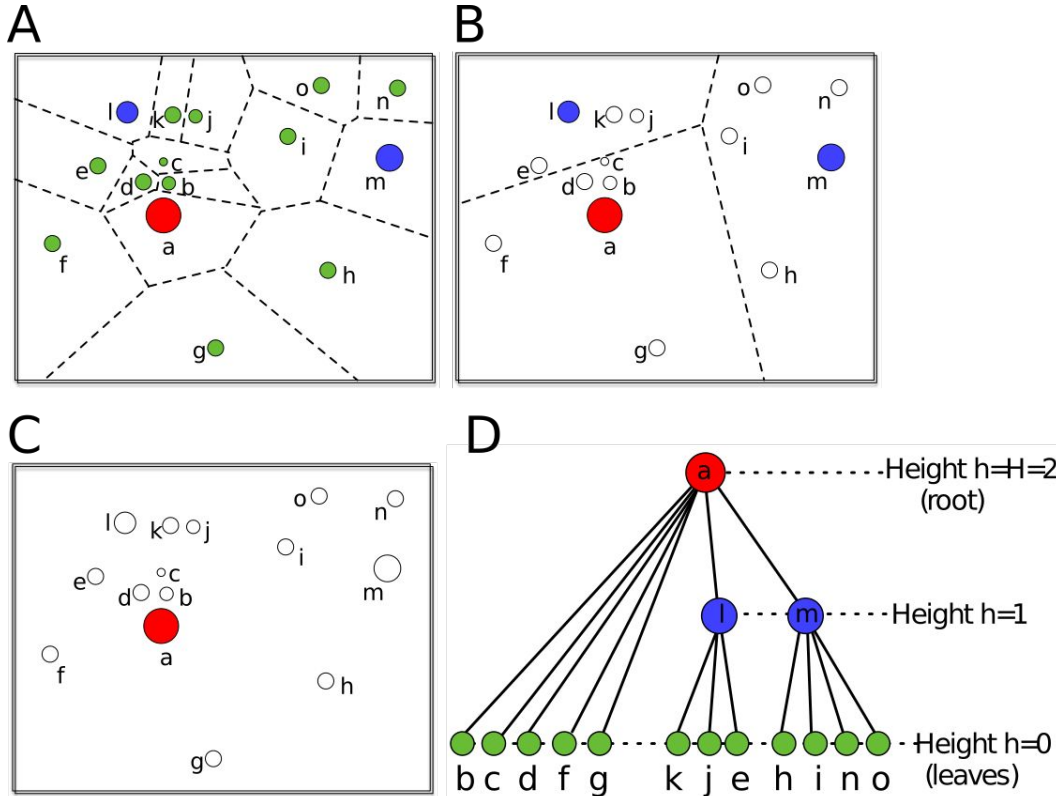 A
B
o
n
l
k
j
i
c
e
d
b
m
a
f
h
g
o
n
l
k
j
i
c
e
d
b
m
a
f
h
g
C
D
o
n
l
k
j
i
c
e
d
b
m
a
f
h
g
a
Height h=H=2
(root)
l
m
Height h=1
Height h=0
b c d f g k j e h i n o
(leaves)